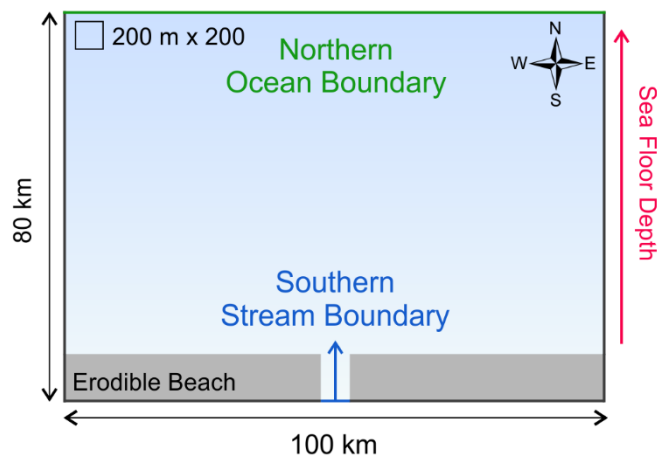 200 m x 200
Northern
Ocean Boundary
N
W
E
S
Sea Floor Depth
80 km
Southern
Stream Boundary
Erodible Beach
100 km